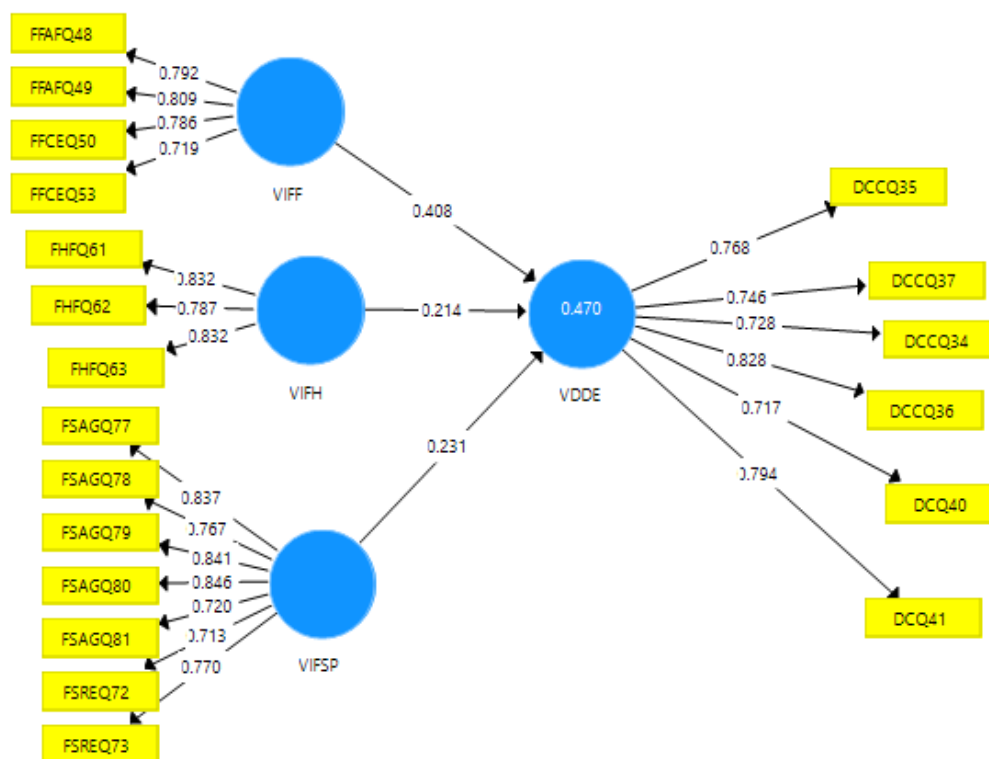 FFAFQ48
0.792
FFAFQ49
0.809
FFCEQ50
0.786
0.719
FFCEQ53
VIFF
0.408
FHFQ61
0.832
FHFQ62
0.787
0.832
FHFQ63
VIFH
0.214
FSAGQ77
0.837
FSAGQ78
0.767
FSAGQ79
0.841
FSAGQ80
0.846
0.720
FSAGQ81
0.713
0.770
FSREQ72
FSREQ73
VIFSP
0.231
0.470
VDDE
DCCQ35
0.768
DCCQ37
0.746
0.728
DCCQ34
0.828
DCCQ36
0.717
DCQ40
0.794
DCQ41